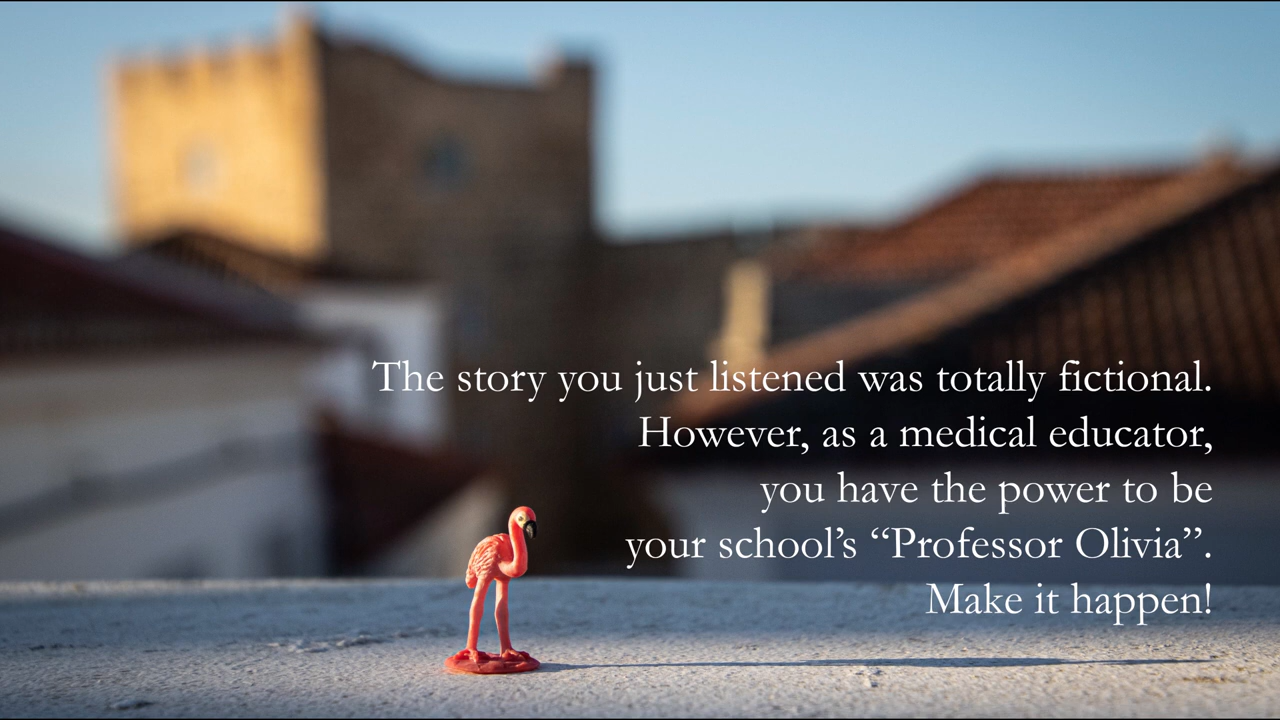 The story you just listened was totally fictional.
However, as a medical educator,
you have the power to be
your school’s “Professor Olivia”.
Make it happen!